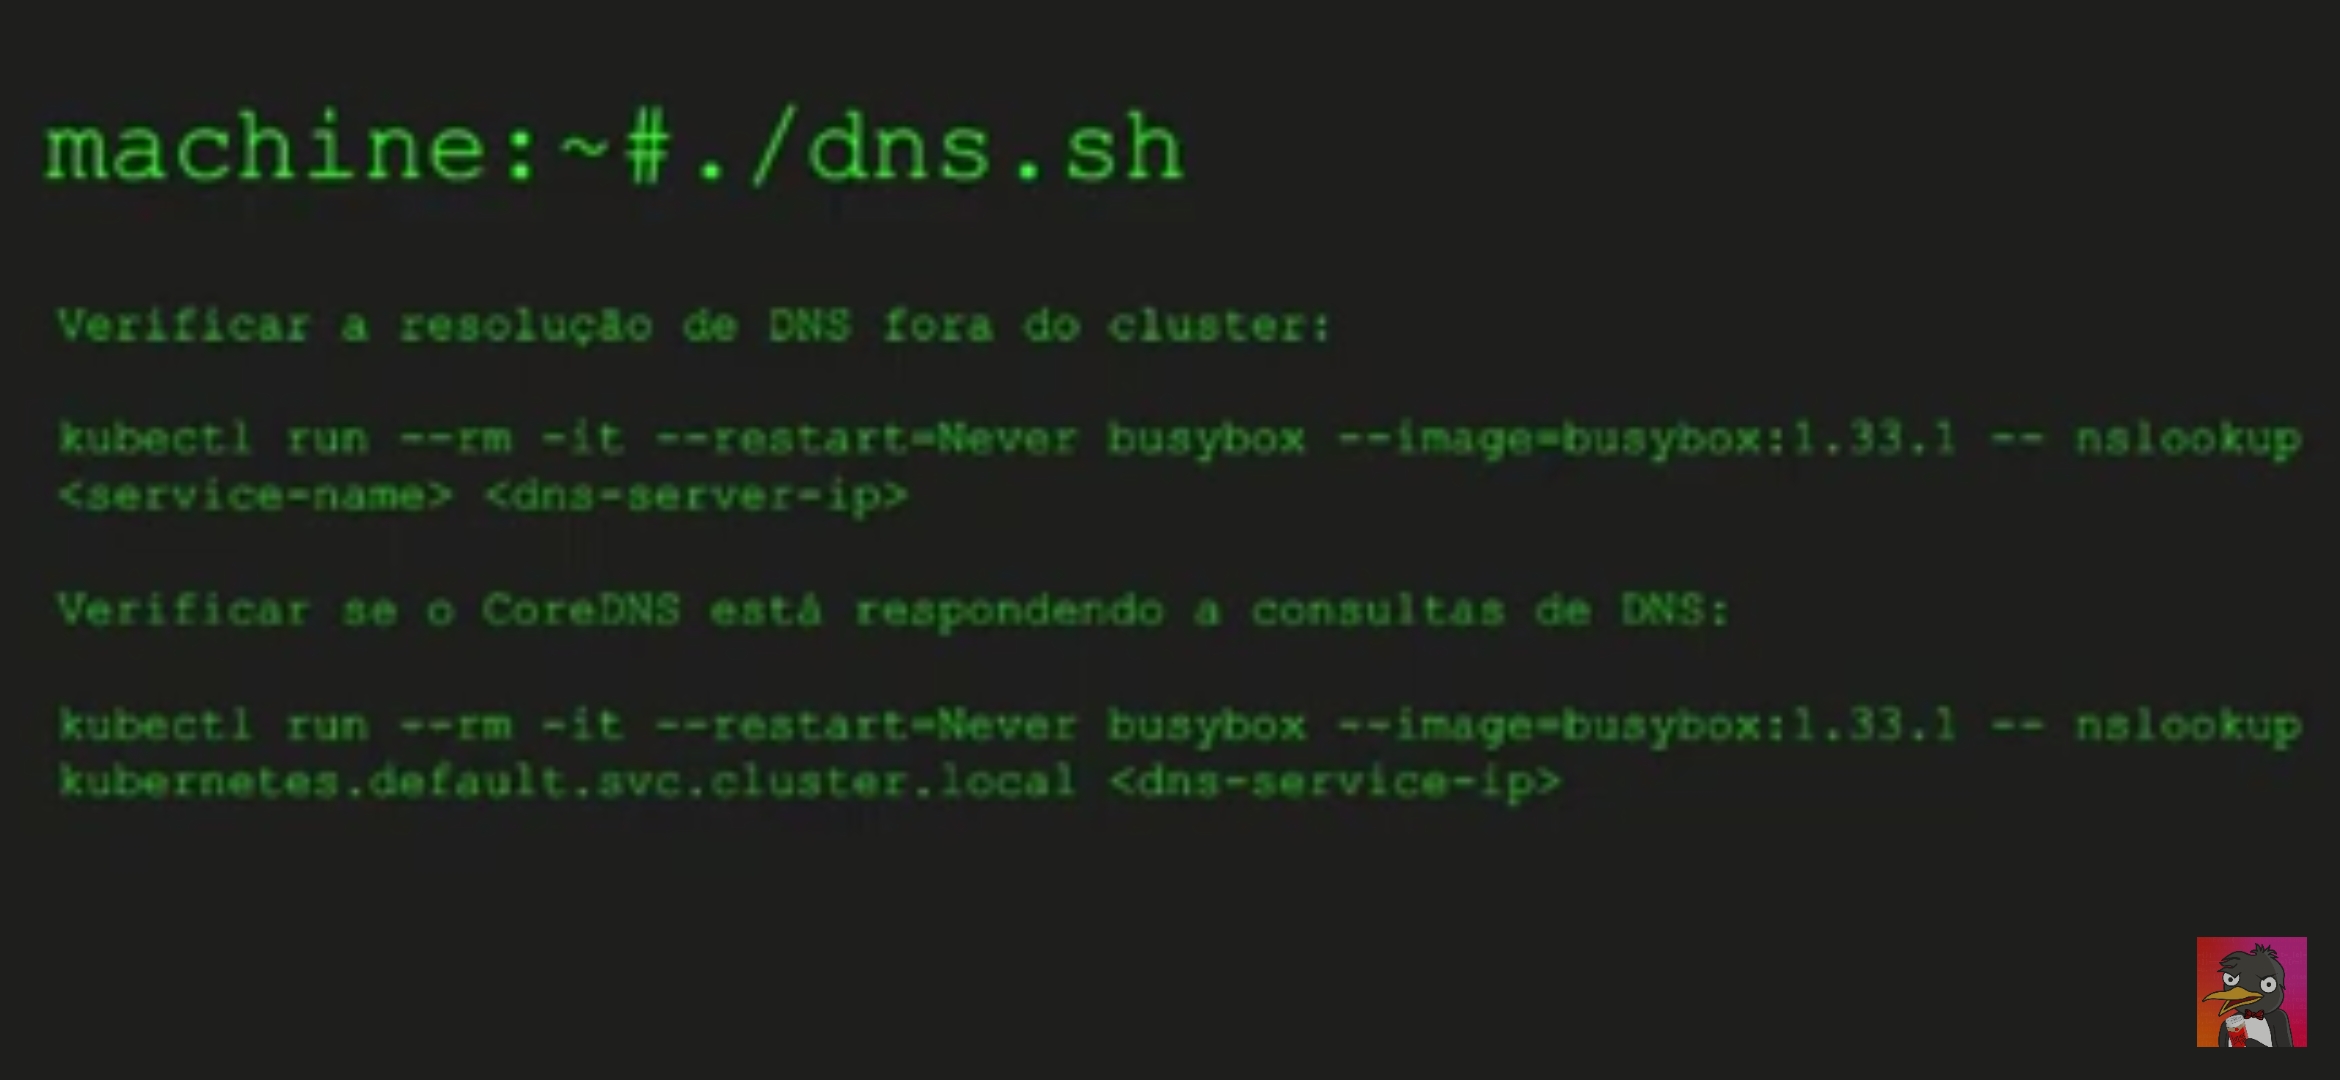 machine:~#./dns.sh
Verificar a resolução de DNS fora do cluster:
kubectl run --rm -it --restart=Never busybox --image=busybox:1.33.1 -- nslookup
<service-name> <dns-server-ip>
Verificar se o CoreDNS está respondendo a consultas de DNS:
kubectl run --rm -it --restart=Never busybox --image=busybox:1.33.1 -- nslookup
kubernetes.default.svc.cluster.local <dns-service-ip>